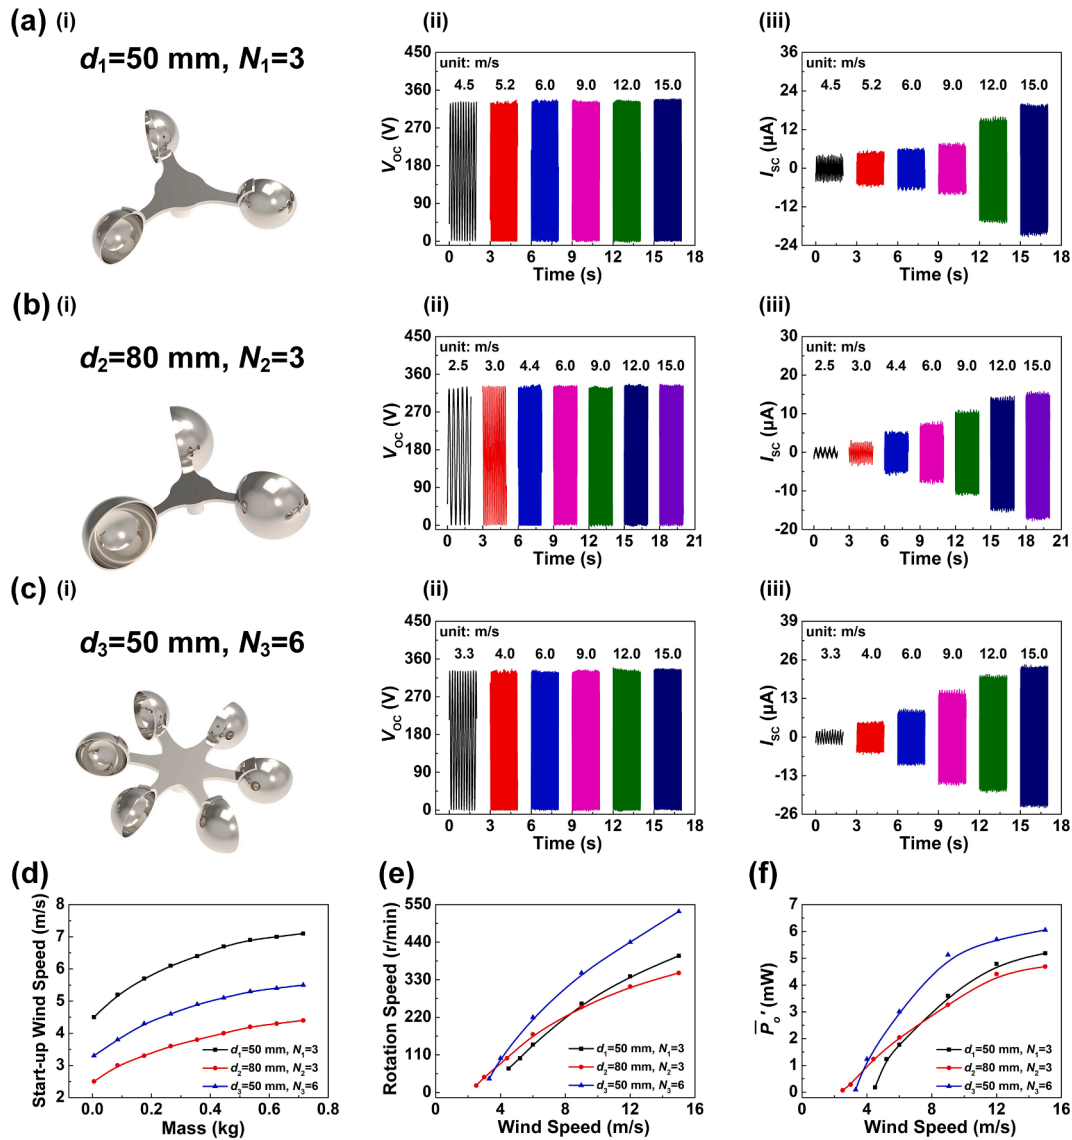 (a) (i)
d₁=50 mm, N₁=3
(ii)
unit: m/s
4.5 5.2 6.0 9.0 12.0 15.0
450
360
270
180
90
0
V_OC (V)
0 3 6 9 12 15 18
Time (s)
(iii)
unit: m/s
4.5 5.2 6.0 9.0 12.0 15.0
36
24
12
0
-12
-24
I_SC (µA)
0 3 6 9 12 15 18
Time (s)
(b) (i)
d₂=80 mm, N₂=3
(ii)
unit: m/s
2.5 3.0 4.4 6.0 9.0 12.0 15.0
450
360
270
180
90
0
V_OC (V)
0 3 6 9 12 15 18 21
Time (s)
(iii)
unit: m/s
2.5 3.0 4.4 6.0 9.0 12.0 15.0
30
20
10
0
-10
-20
I_SC (µA)
0 3 6 9 12 15 18 21
Time (s)
(c) (i)
d₃=50 mm, N₃=6
(ii)
unit: m/s
3.3 4.0 6.0 9.0 12.0 15.0
450
360
270
180
90
0
V_OC (V)
0 3 6 9 12 15 18
Time (s)
(iii)
unit: m/s
3.3 4.0 6.0 9.0 12.0 15.0
39
26
13
0
-13
-26
I_SC (µA)
0 3 6 9 12 15 18
Time (s)
(d)
Start-up Wind Speed (m/s)
8
7
6
5
4
3
2
d₁=50 mm, N₁=3
d₂=80 mm, N₂=3
d₃=50 mm, N₃=6
0.0 0.2 0.4 0.6 0.8
Mass (kg)
(e)
Rotation Speed (r/min)
550
440
330
220
110
0
d₁=50 mm, N₁=3
d₂=80 mm, N₂=3
d₃=50 mm, N₃=6
0 4 8 12 16
Wind Speed (m/s)
(f)
P̅ₒ' (mW)
7
6
5
4
3
2
1
0
d₁=50 mm, N₁=3
d₂=80 mm, N₂=3
d₃=50 mm, N₃=6
0 4 8 12 16
Wind Speed (m/s)